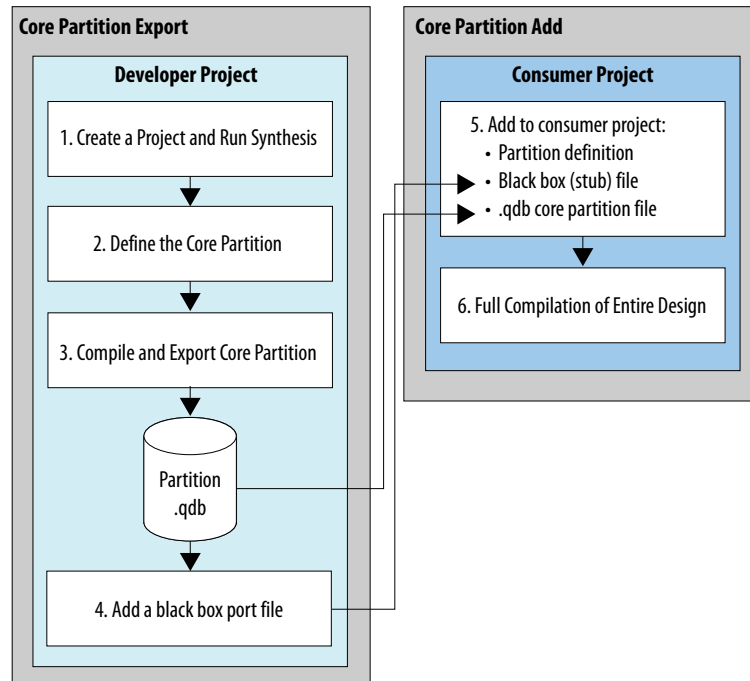 Core Partition Export
Developer Project
1. Create a Project and Run Synthesis
2. Define the Core Partition
3. Compile and Export Core Partition
Partition
.qdb
4. Add a black box port file
Core Partition Add
Consumer Project
5. Add to consumer project:
• Partition definition
• Black box (stub) file
• .qdb core partition file
6. Full Compilation of Entire Design